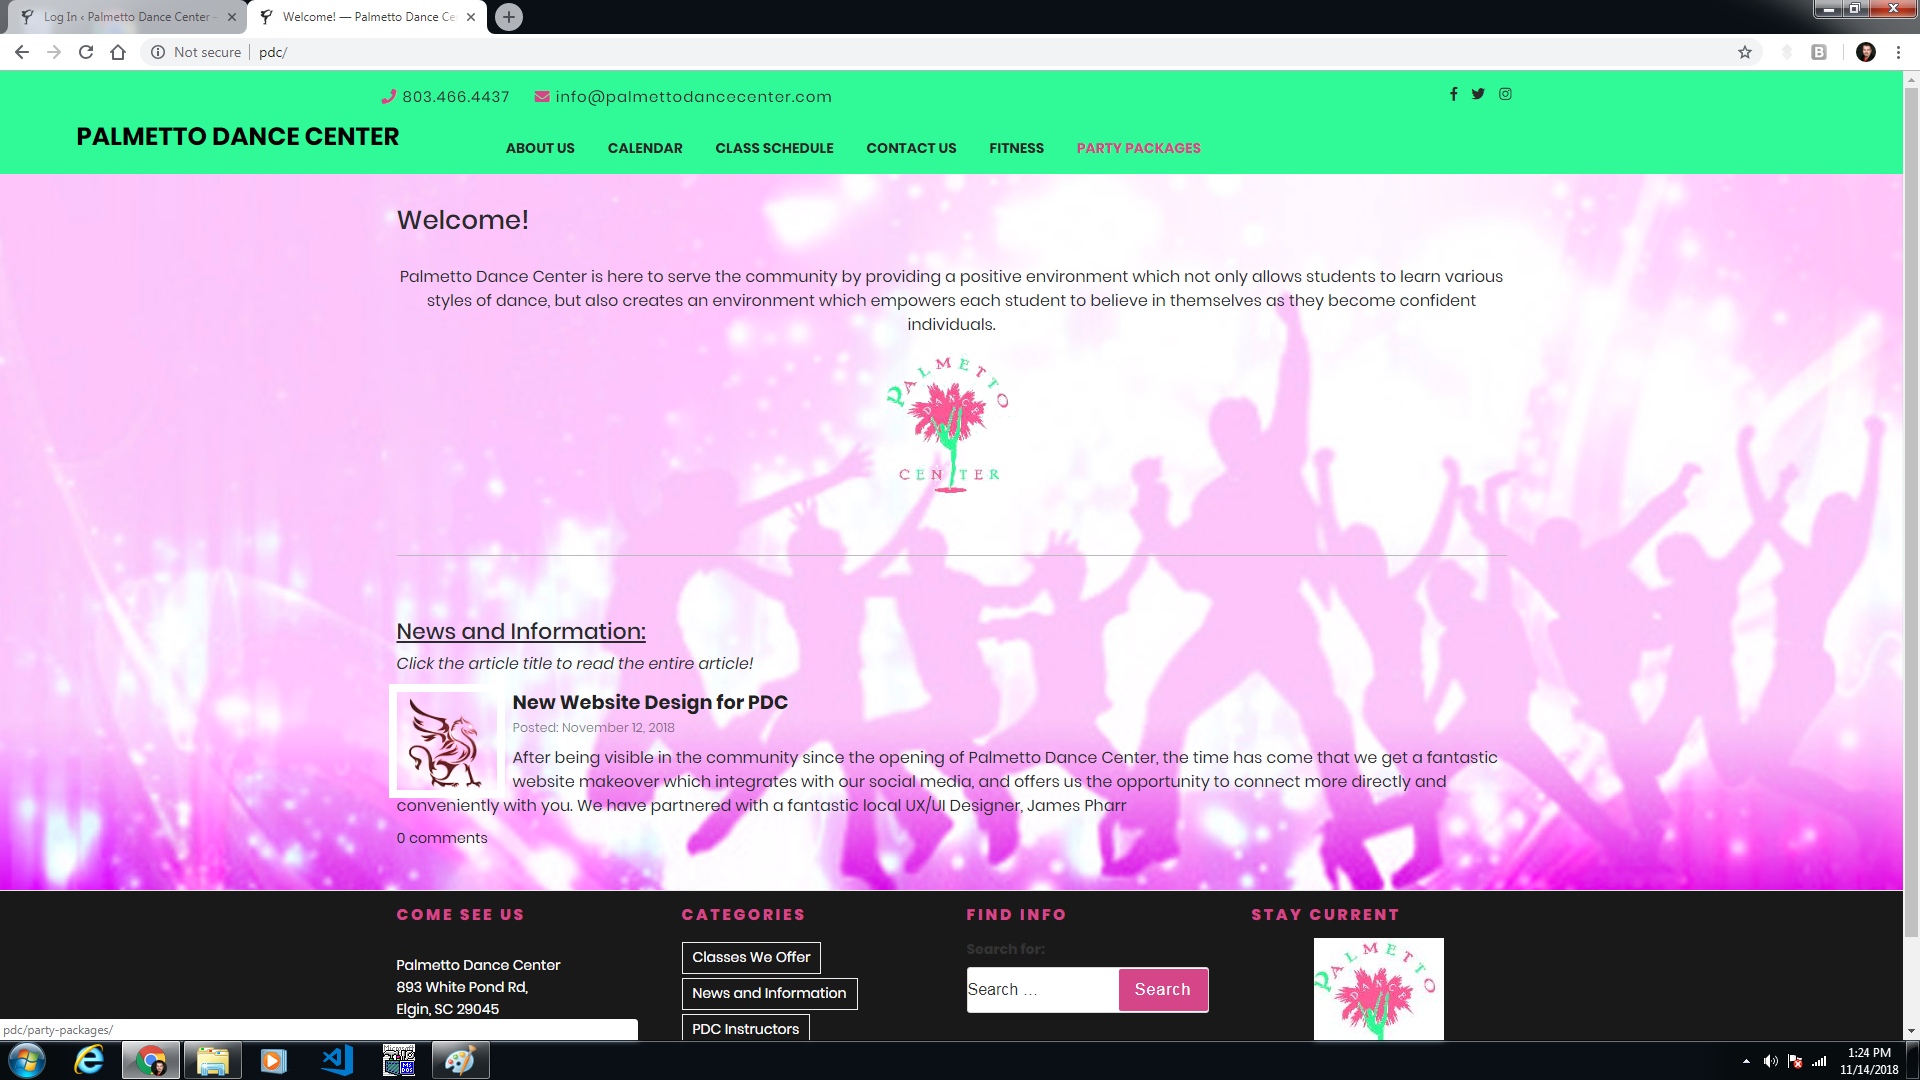 Log In ‹ Palmetto Dance Center
Welcome! — Palmetto Dance Ce
Not secure
pdc/
803.466.4437
info@palmettodancecenter.com
PALMETTO DANCE CENTER
ABOUT US
CALENDAR
CLASS SCHEDULE
CONTACT US
FITNESS
PARTY PACKAGES
Welcome!
Palmetto Dance Center is here to serve the community by providing a positive environment which not only allows students to learn various
styles of dance, but also creates an environment which empowers each student to believe in themselves as they become confident
individuals.
PALMETTO
DANCE
CENTER
News and Information:
Click the article title to read the entire article!
New Website Design for PDC
Posted: November 12, 2018
After being visible in the community since the opening of Palmetto Dance Center, the time has come that we get a fantastic
website makeover which integrates with our social media, and offers us the opportunity to connect more directly and
conveniently with you. We have partnered with a fantastic local UX/UI Designer, James Pharr
0 comments
COME SEE US
Palmetto Dance Center
893 White Pond Rd,
Elgin, SC 29045
CATEGORIES
Classes We Offer
News and Information
PDC Instructors
FIND INFO
Search for:
Search …
Search
STAY CURRENT
PALMETTO
DANCE
pdc/party-packages/
1:24 PM
11/14/2018